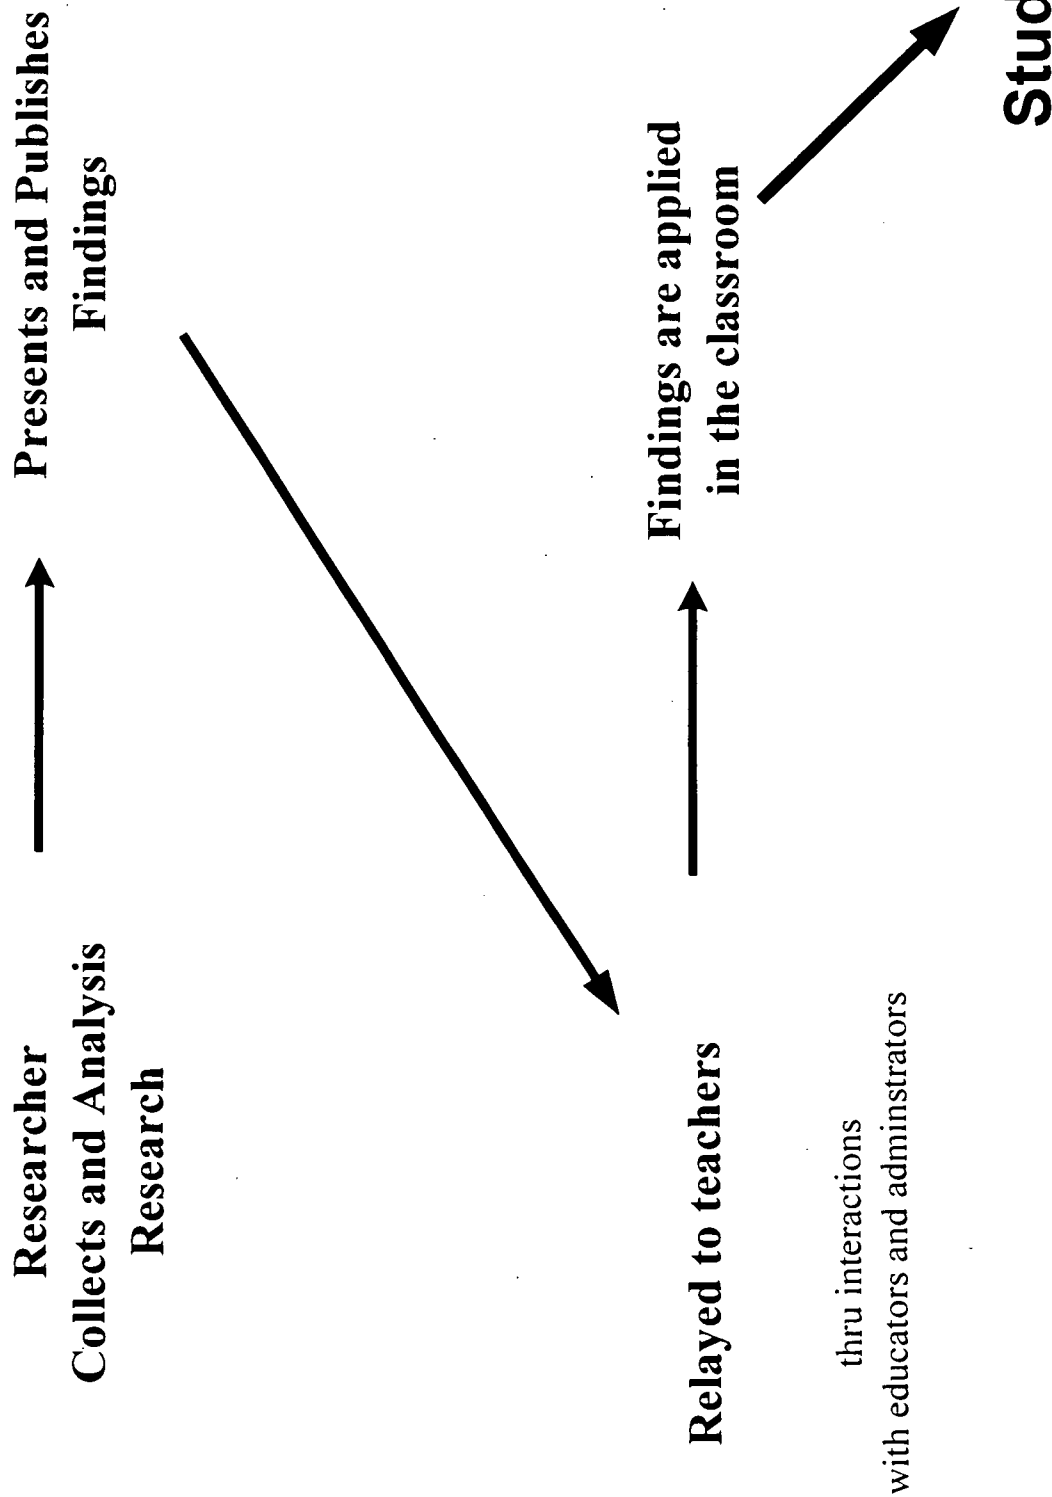 Researcher
Collects and Analysis
Research
Presents and Publishes
Findings
Relayed to teachers
thru interactions
with educators and adminstrators
Findings are applied
in the classroom
Stud